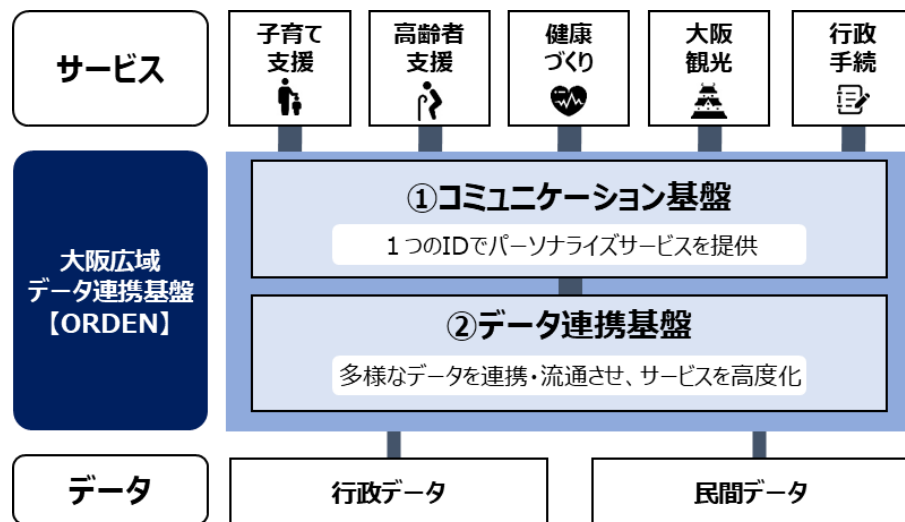 サービス
子育て
支援
高齢者
支援
健康
づくり
大阪
観光
行政
手続
大阪広域
データ連携基盤
【ORDEN】
①コミュニケーション基盤
1つのIDでパーソナライズサービスを提供
②データ連携基盤
多様なデータを連携・流通させ、サービスを高度化
データ
行政データ
民間データ